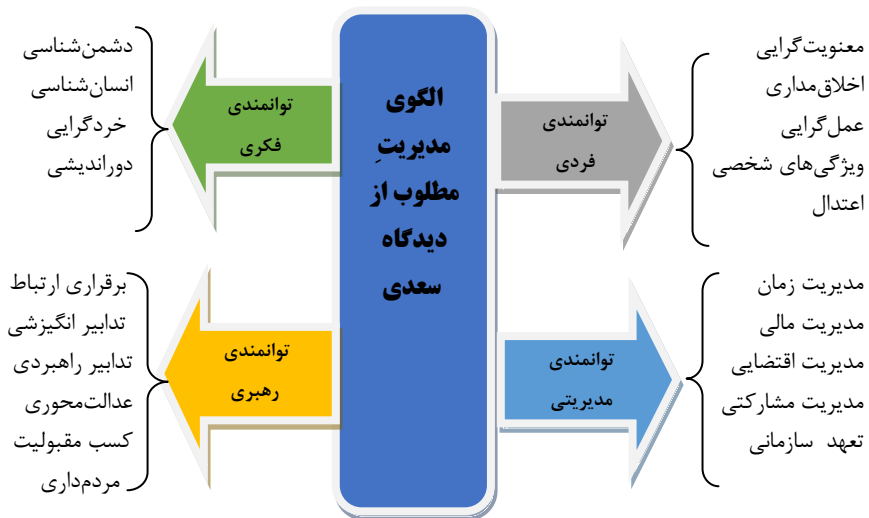 الگوی
مدیریتِ
مطلوب از
دیدگاه
سعدی
توانمندی
فردی
معنویت‌گرایی
اخلاق‌مداری
عمل‌گرایی
ویژگی‌های شخصی
اعتدال
توانمندی
فکری
دشمن‌شناسی
انسان‌شناسی
خردگرایی
دوراندیشی
توانمندی
مدیریتی
مدیریت زمان
مدیریت مالی
مدیریت اقتضایی
مدیریت مشارکتی
تعهد سازمانی
توانمندی
رهبری
برقراری ارتباط
تدابیر انگیزشی
تدابیر راهبردی
عدالت‌محوری
کسب مقبولیت
مردم‌داری